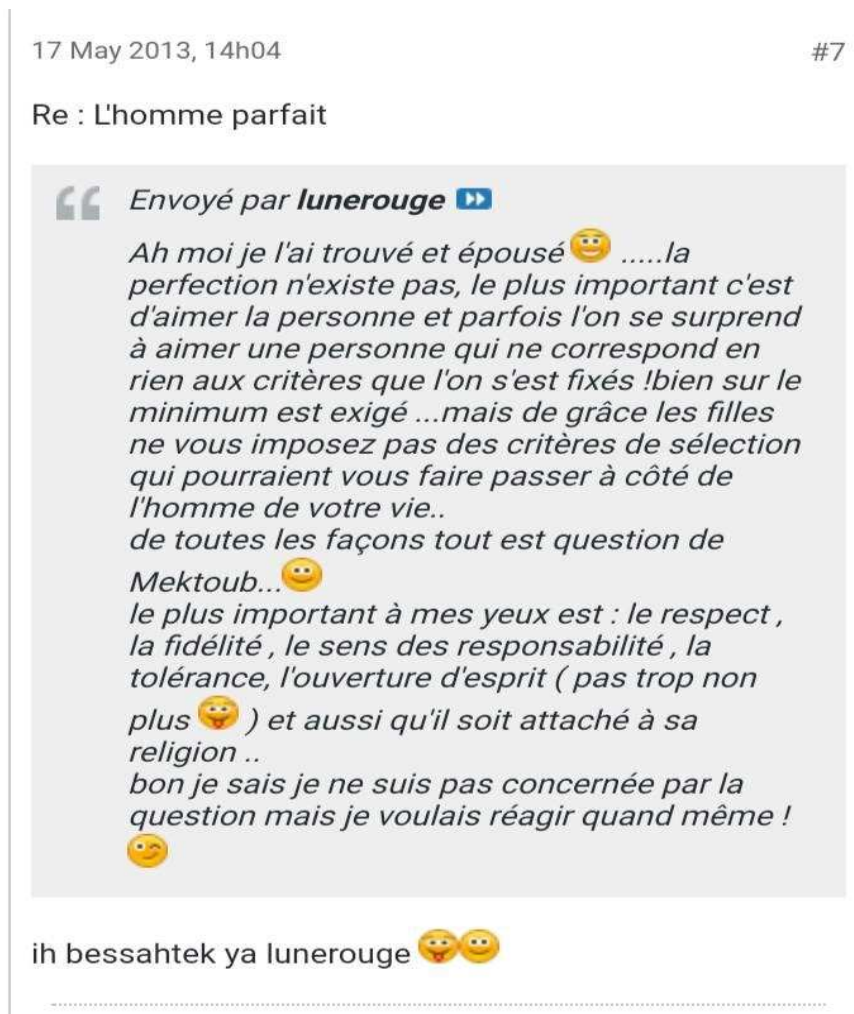 17 May 2013, 14h04 #7
Re : L'homme parfait
Envoyé par lunerouge
Ah moi je l'ai trouvé et épousé .....la
perfection n'existe pas, le plus important c'est
d'aimer la personne et parfois l'on se surprend
à aimer une personne qui ne correspond en
rien aux critères que l'on s'est fixés !bien sur le
minimum est exigé ...mais de grâce les filles
ne vous imposez pas des critères de sélection
qui pourraient vous faire passer à côté de
l'homme de votre vie..
de toutes les façons tout est question de
Mektoub...
le plus important à mes yeux est : le respect ,
la fidélité , le sens des responsabilité , la
tolérance, l'ouverture d'esprit ( pas trop non
plus ) et aussi qu'il soit attaché à sa
religion ..
bon je sais je ne suis pas concernée par la
question mais je voulais réagir quand même !
ih bessahtek ya lunerouge